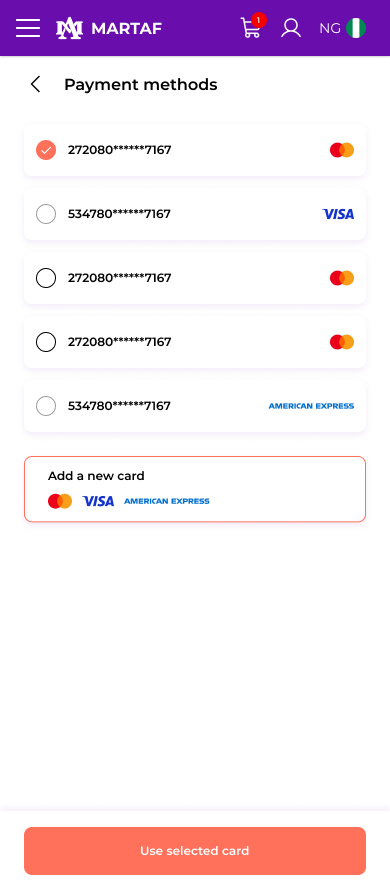 MARTAF
1
NG
Payment methods
272080******7167
534780******7167
VISA
272080******7167
272080******7167
534780******7167
AMERICAN EXPRESS
Add a new card
VISA AMERICAN EXPRESS
Use selected card